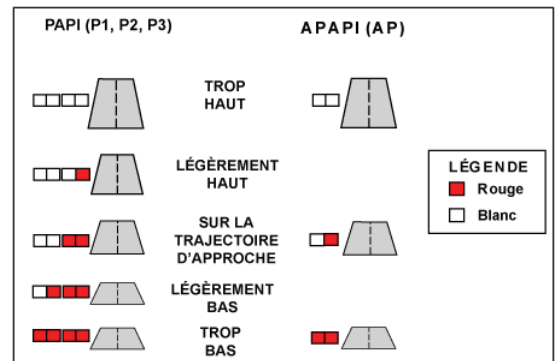 PAPI (P1, P2, P3)
APAPI (AP)
TROP
HAUT
LÉGÈREMENT
HAUT
SUR LA
TRAJECTOIRE
D'APPROCHE
LÉGÈREMENT
BAS
TROP
BAS
LÉGENDE
Rouge
Blanc